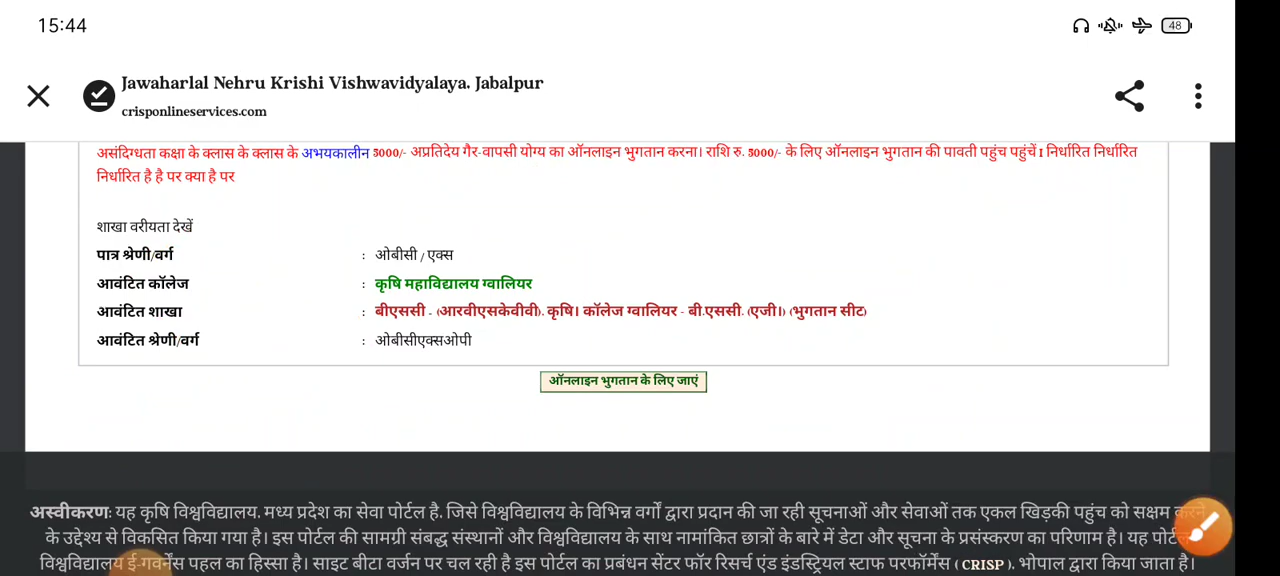 15:44
48
Jawaharlal Nehru Krishi Vishwavidyalaya. Jabalpur
crisponlineservices.com
असंदिग्धता कक्षा के क्लास के क्लास के अभयकालीन 5000/- अप्रतिदेय गैर-वापसी योग्य का ऑनलाइन भुगतान करना। राशि रु. 5000/- के लिए ऑनलाइन भुगतान की पावती पहुंच पहुंचें I निर्धारित निर्धारित
निर्धारित है है पर क्या है पर
शाखा वरीयता देखें
पात्र श्रेणी/वर्ग : ओबीसी / एक्स
आवंटित कॉलेज : कृषि महाविद्यालय ग्वालियर
आवंटित शाखा : बीएससी - (आरवीएसकेवीवी). कृषि। कॉलेज ग्वालियर - बी.एससी. (एजी।) (भुगतान सीट)
आवंटित श्रेणी/वर्ग : ओबीसीएक्सओपी
ऑनलाइन भुगतान के लिए जाएं
अस्वीकरण: यह कृषि विश्वविद्यालय. मध्य प्रदेश का सेवा पोर्टल है. जिसे विश्वविद्यालय के विभिन्न वर्गों द्वारा प्रदान की जा रही सूचनाओं और सेवाओं तक एकल खिड़की पहुंच को सक्षम करने
के उद्देश्य से विकसित किया गया है। इस पोर्टल की सामग्री संबद्ध संस्थानों और विश्वविद्यालय के साथ नामांकित छात्रों के बारे में डेटा और सूचना के प्रसंस्करण का परिणाम है। यह पोर्टल
विश्वविद्यालय ई-गवर्नेंस पहल का हिस्सा है। साइट बीटा वर्जन पर चल रही है इस पोर्टल का प्रबंधन सेंटर फॉर रिसर्च एंड इंडस्ट्रियल स्टाफ परफॉर्मेंस ( CRISP ). भोपाल द्वारा किया जाता है।